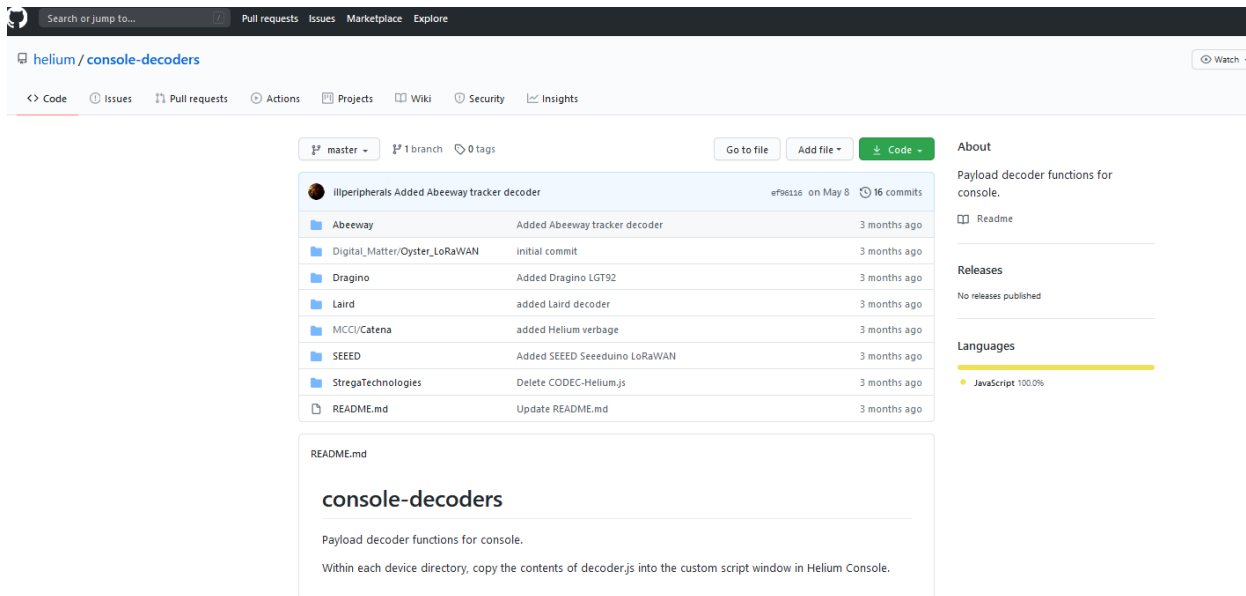 Search or jump to... / Pull requests Issues Marketplace Explore
helium / console-decoders Watch
Code Issues Pull requests Actions Projects Wiki Security Insights
master 1 branch 0 tags Go to file Add file Code
illperipherals Added Abeeway tracker decoder ef96116 on May 8 16 commits
Abeeway Added Abeeway tracker decoder 3 months ago
Digital_Matter/Oyster_LoRaWAN initial commit 3 months ago
Dragino Added Dragino LGT92 3 months ago
Laird added Laird decoder 3 months ago
MCCI/Catena added Helium verbage 3 months ago
SEEED Added SEEED Seeeduino LoRaWAN 3 months ago
StregaTechnologies Delete CODEC-Helium.js 3 months ago
README.md Update README.md 3 months ago
README.md
console-decoders
Payload decoder functions for console.
Within each device directory, copy the contents of decoder.js into the custom script window in Helium Console.
About
Payload decoder functions for
console.
Readme
Releases
No releases published
Languages
JavaScript 100.0%